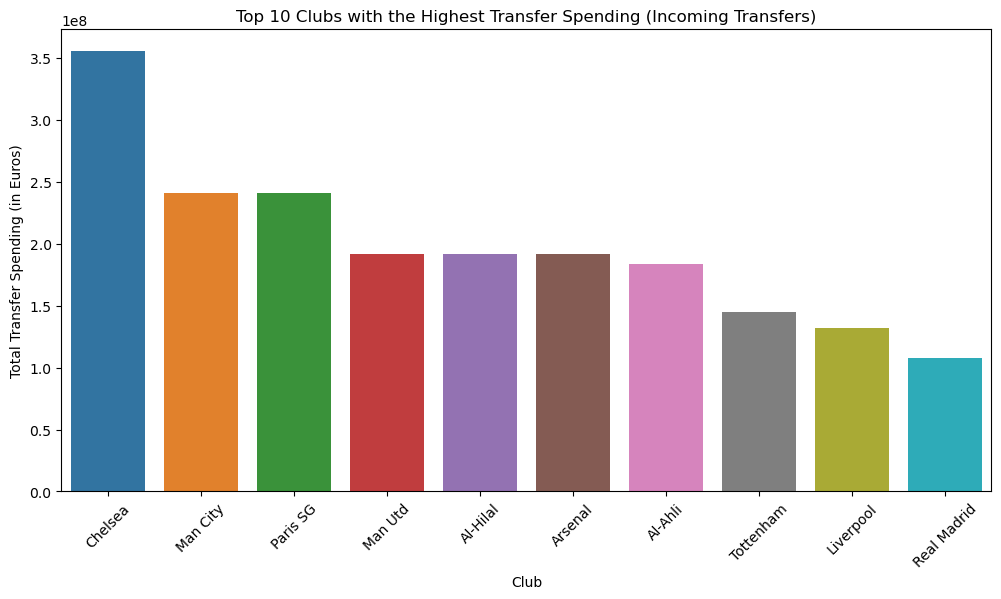 Top 10 Clubs with the Highest Transfer Spending (Incoming Transfers)
1e8
3.5
3.0
2.5
2.0
1.5
1.0
0.5
0.0
Total Transfer Spending (in Euros)
Chelsea
Man City
Paris SG
Man Utd
Al-Hilal
Arsenal
Al-Ahli
Tottenham
Liverpool
Real Madrid
Club